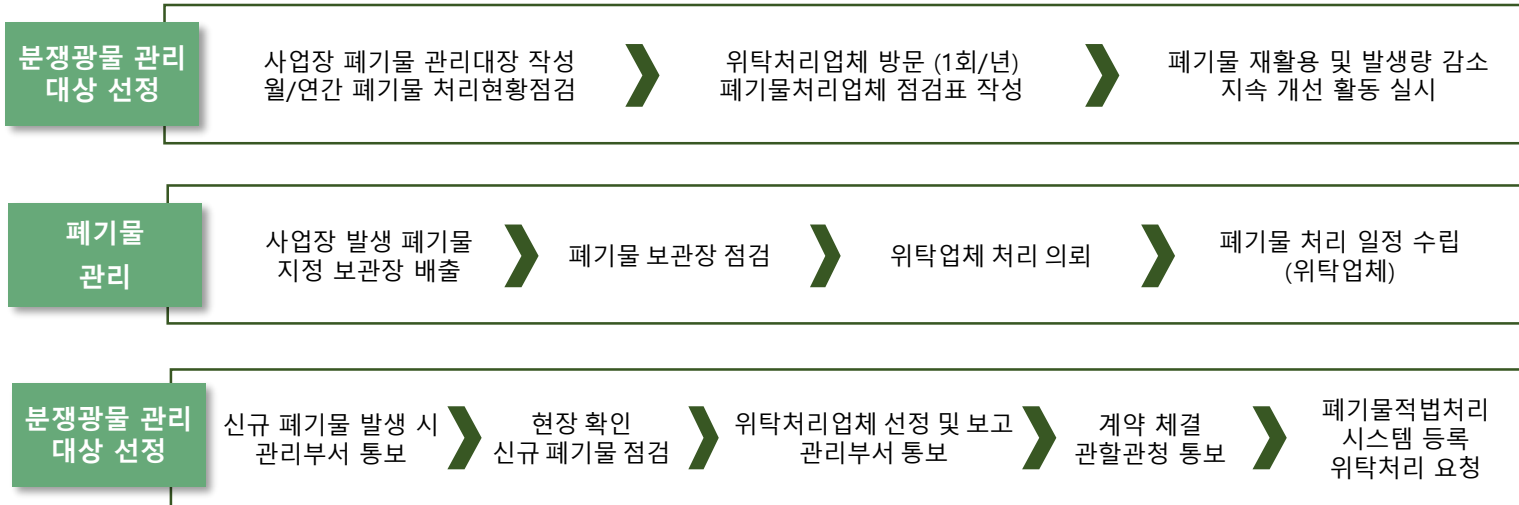 분쟁광물 관리
대상 선정
사업장 폐기물 관리대장 작성
월/연간 폐기물 처리현황점검
위탁처리업체 방문 (1회/년)
폐기물처리업체 점검표 작성
폐기물 재활용 및 발생량 감소
지속 개선 활동 실시
폐기물
관리
사업장 발생 폐기물
지정 보관장 배출
폐기물 보관장 점검
위탁업체 처리 의뢰
폐기물 처리 일정 수립
(위탁업체)
분쟁광물 관리
대상 선정
신규 폐기물 발생 시
관리부서 통보
현장 확인
신규 폐기물 점검
위탁처리업체 선정 및 보고
관리부서 통보
계약 체결
관할관청 통보
폐기물적법처리
시스템 등록
위탁처리 요청